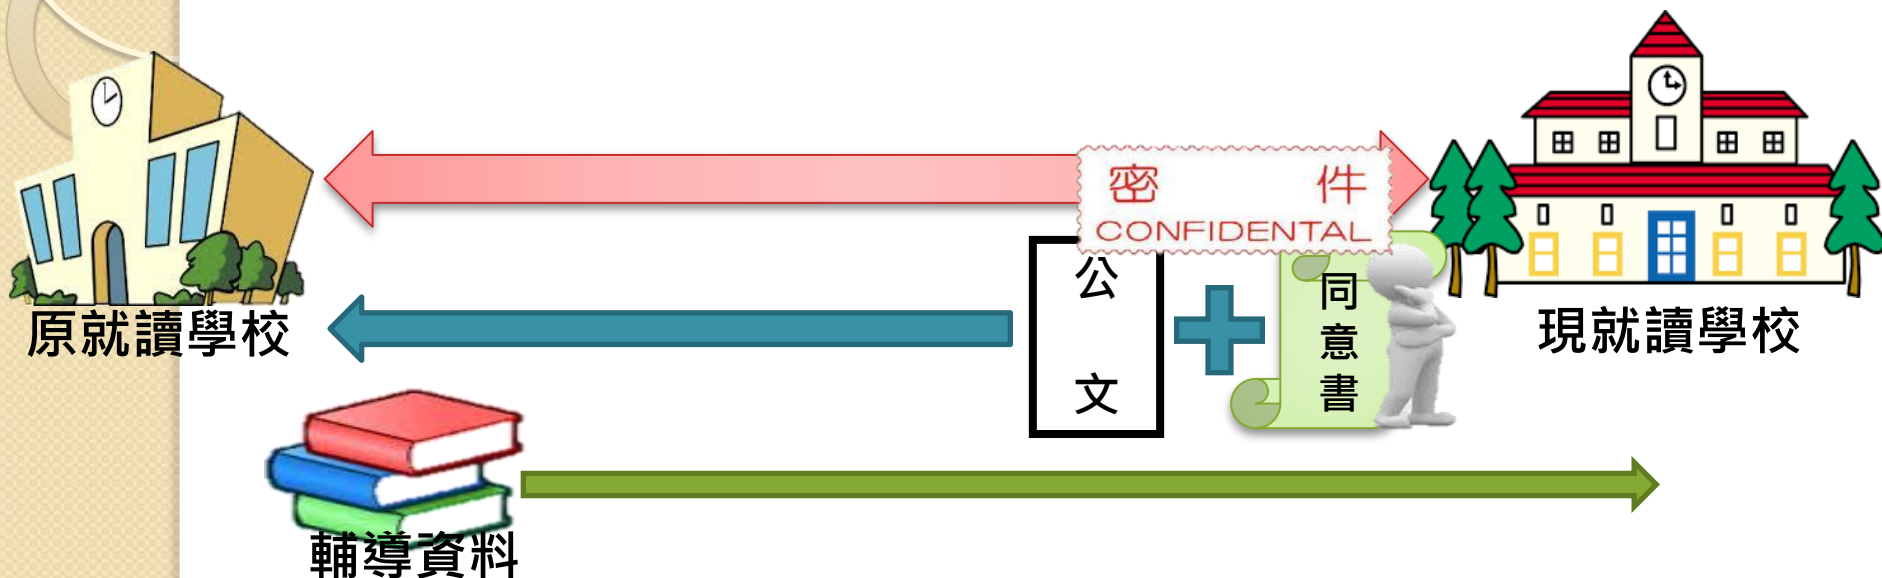 密 件
CONFIDENTAL
公文
同意書
原就讀學校
現就讀學校
輔導資料